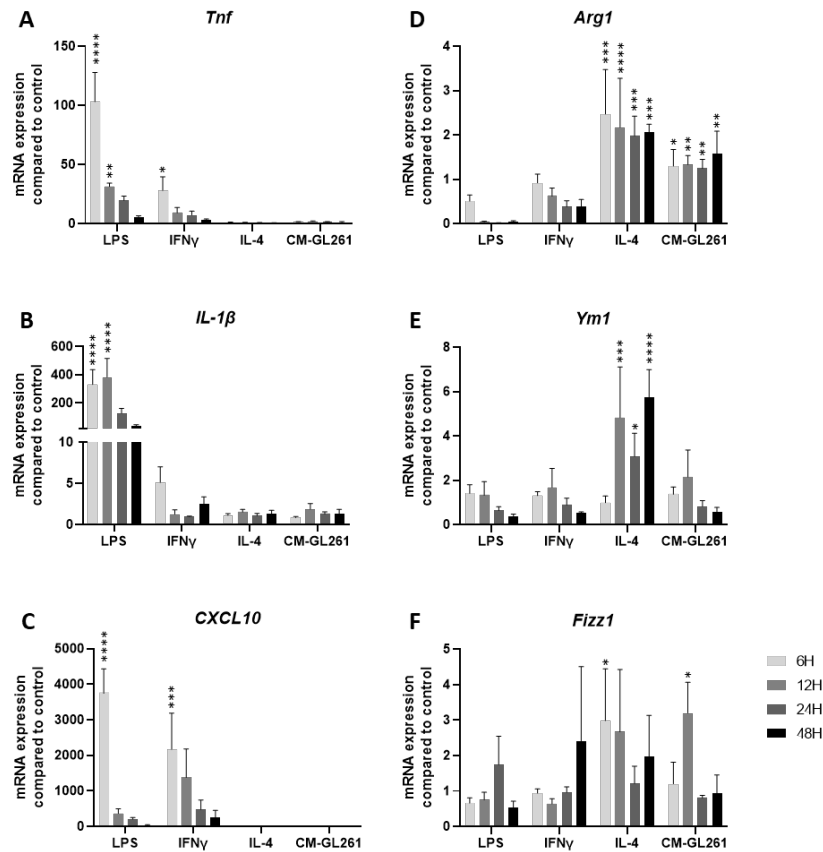 A
Tnf
mRNA expression
compared to control
150
100
50
0
****
**
*
LPS
IFNγ
IL-4
CM-GL261
B
IL-1β
mRNA expression
compared to control
600
400
200
10
5
0
****
****
LPS
IFNγ
IL-4
CM-GL261
C
CXCL10
mRNA expression
compared to control
5000
4000
3000
2000
1000
0
****
***
LPS
IFNγ
IL-4
CM-GL261
D
Arg1
mRNA expression
compared to control
4
3
2
1
0
***
****
***
***
*
**
**
**
LPS
IFNγ
IL-4
CM-GL261
E
Ym1
mRNA expression
compared to control
8
6
4
2
0
***
*
****
LPS
IFNγ
IL-4
CM-GL261
F
Fizz1
mRNA expression
compared to control
5
4
3
2
1
0
*
*
LPS
IFNγ
IL-4
CM-GL261
6H
12H
24H
48H